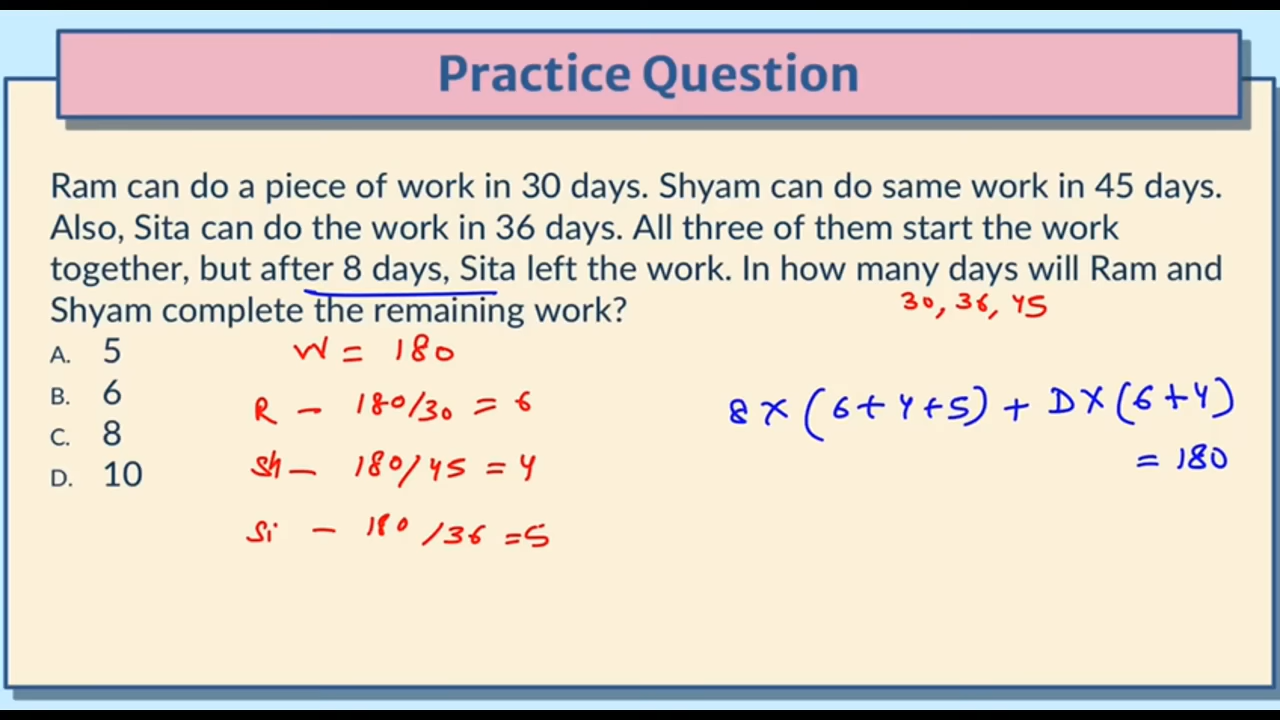 Practice Question
Ram can do a piece of work in 30 days. Shyam can do same work in 45 days.
Also, Sita can do the work in 36 days. All three of them start the work
together, but after 8 days, Sita left the work. In how many days will Ram and
Shyam complete the remaining work?
30, 36, 45
A. 5
B. 6
C. 8
D. 10
W = 180
R - 180/30 = 6
Sh - 180/45 = 4
Si - 180/36 = 5
8 × (6+4+5) + D × (6+4)
= 180